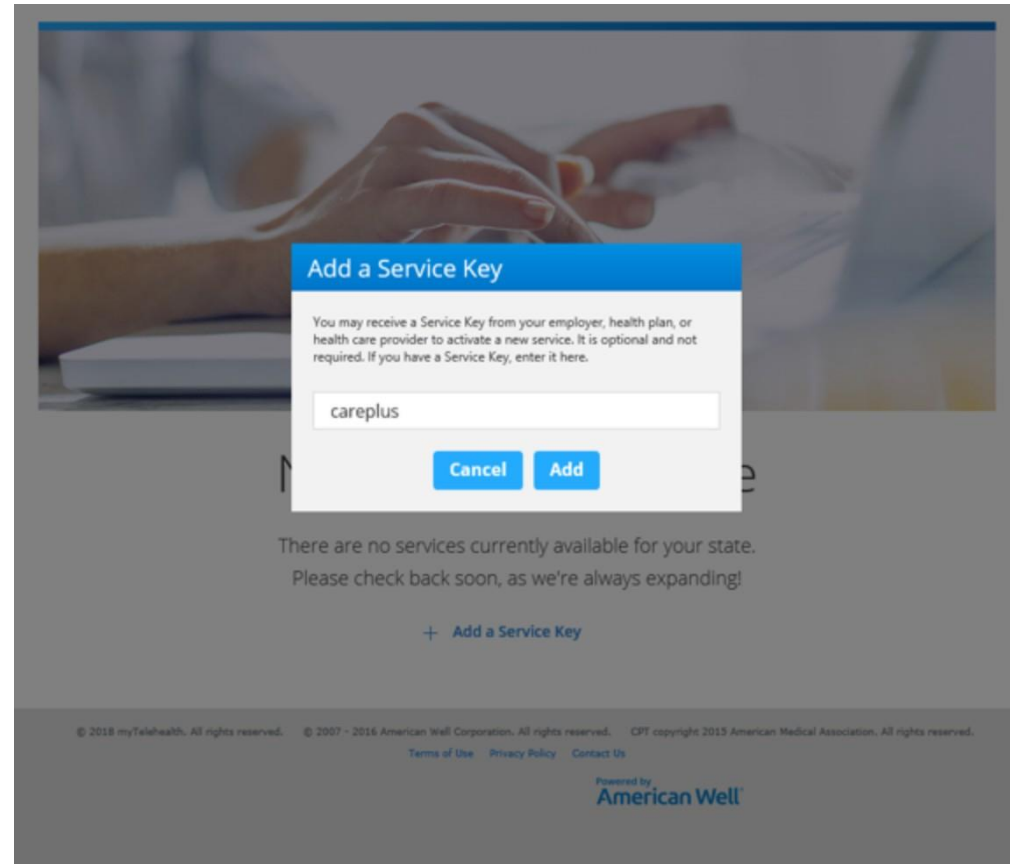 Add a Service Key
You may receive a Service Key from your employer, health plan, or
health care provider to activate a new service. It is optional and not
required. If you have a Service Key, enter it here.
careplus
Cancel Add
There are no services currently available for your state.
Please check back soon, as we're always expanding!
+ Add a Service Key
© 2018 myTelehealth. All rights reserved. © 2007 - 2016 American Well Corporation. All rights reserved. CPT copyright 2015 American Medical Association. All rights reserved.
Terms of Use Privacy Policy Contact Us
Powered by
American Well